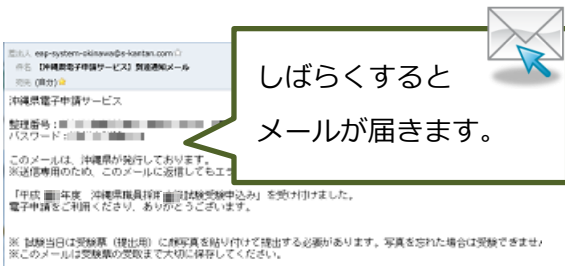 差出人 eap-system-okinawa@s-kantan.com
件名 【沖縄県電子申請サービス】到達通知メール
宛先 (自分)
しばらくすると
メールが届きます。
沖縄県電子申請サービス
整理番号：
パスワード：
このメールは、沖縄県が発行しております。
※送信専用のため、このメールに返信してもエラ
「平成 年度 沖縄県職員採用 試験受験申込み」を受け付けました。
電子申請をご利用くださり、ありがとうございます。
※ 試験当日は受験票（提出用）に顔写真を貼り付けて提出する必要があります。写真を忘れた場合は受験できませ
※このメールは受験票の受取まで大切に保存してください。